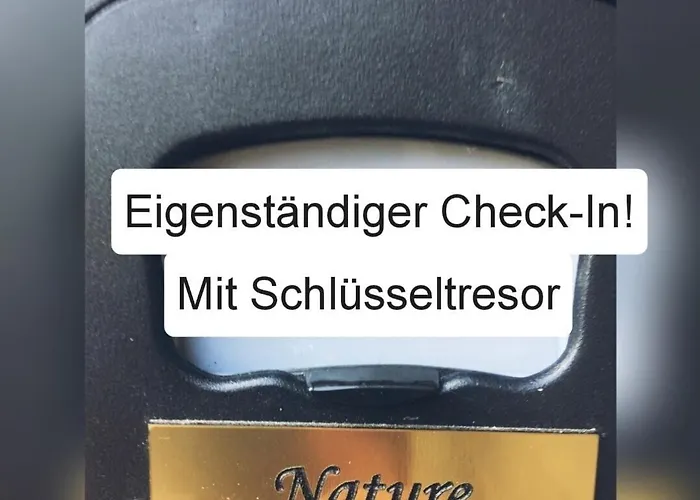 Eigenständiger Check-In!
Mit Schlüsseltresor
Nature